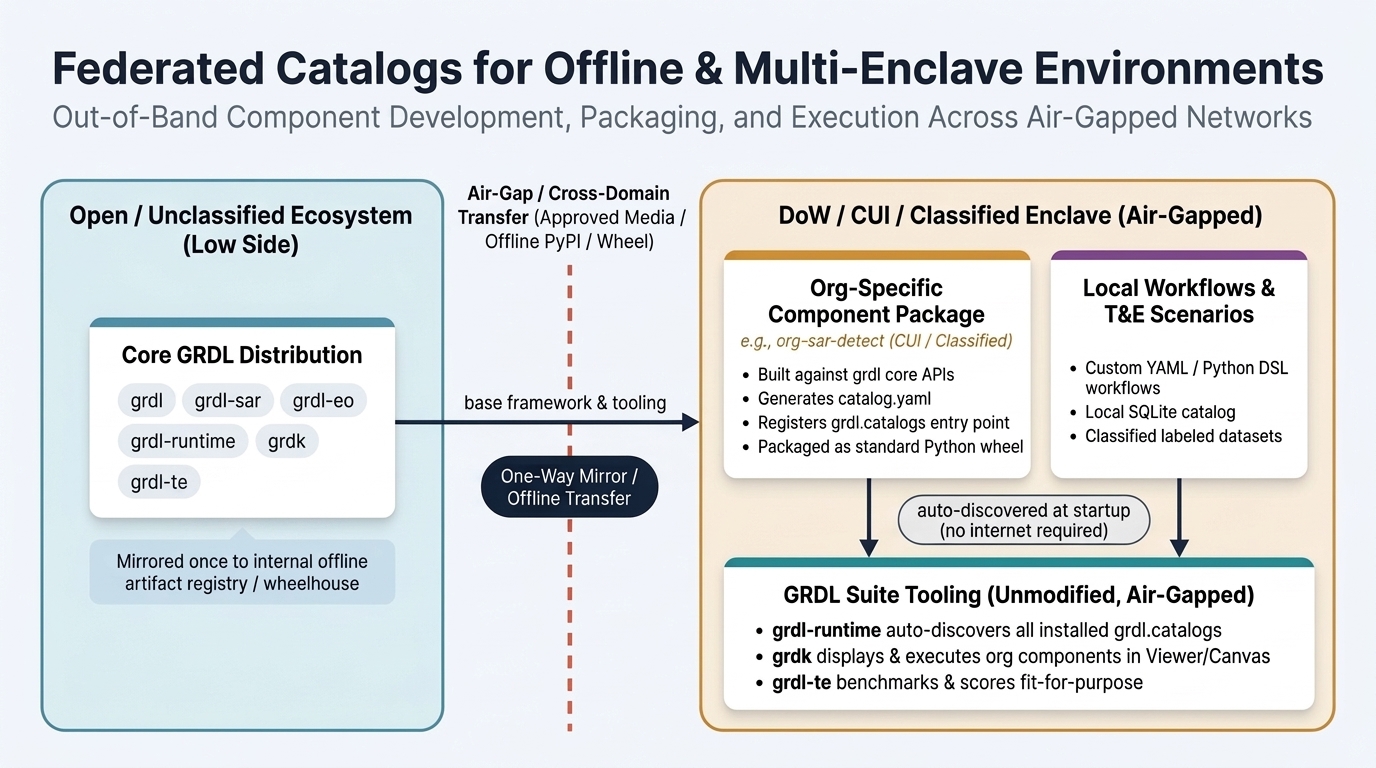 Federated Catalogs for Offline & Multi-Enclave Environments
Out-of-Band Component Development, Packaging, and Execution Across Air-Gapped Networks
Open / Unclassified Ecosystem
(Low Side)
Core GRDL Distribution
grdl
grdl-sar
grdl-eo
grdl-runtime
grdk
grdl-te
Mirrored once to internal offline
artifact registry / wheelhouse
Air-Gap / Cross-Domain
Transfer (Approved Media /
Offline PyPI / Wheel)
base framework & tooling
One-Way Mirror /
Offline Transfer
DoW / CUI / Classified Enclave (Air-Gapped)
Org-Specific
Component Package
e.g., org-sar-detect (CUI / Classified)
• Built against grdl core APIs
• Generates catalog.yaml
• Registers grdl.catalogs entry point
• Packaged as standard Python wheel
Local Workflows &
T&E Scenarios
• Custom YAML / Python DSL
workflows
• Local SQLite catalog
• Classified labeled datasets
auto-discovered at startup
(no internet required)
GRDL Suite Tooling (Unmodified, Air-Gapped)
• grdl-runtime auto-discovers all installed grdl.catalogs
• grdk displays & executes org components in Viewer/Canvas
• grdl-te benchmarks & scores fit-for-purpose